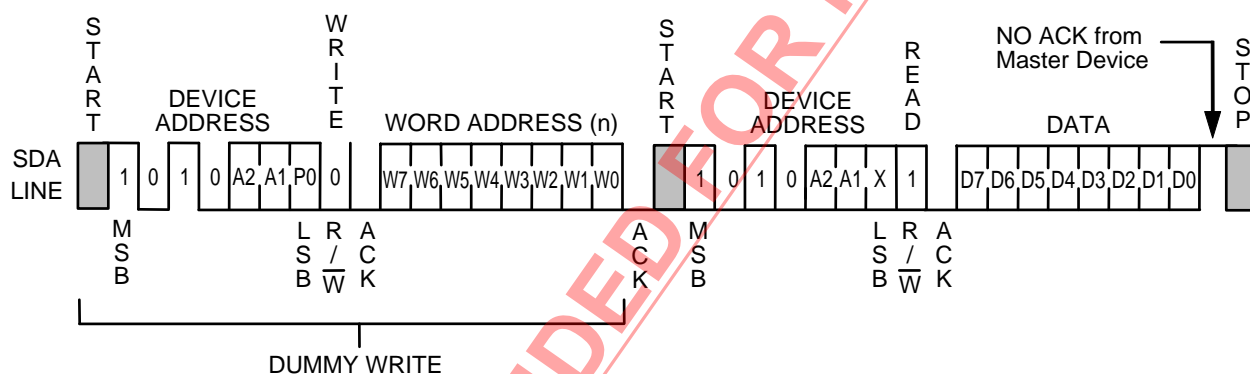 START
WRITE
START
READ
NO ACK from
Master Device
STOP
DEVICE
ADDRESS
WORD ADDRESS (n)
DEVICE
ADDRESS
DATA
SDA
LINE
1 0 1 0 A2 A1 P0 0 W7 W6 W5 W4 W3 W2 W1 W0 1 0 1 0 A2 A1 X 1 D7 D6 D5 D4 D3 D2 D1 D0
MSB
LSB
R/W
ACK
ACK
MSB
LSB
R/W
ACK
DUMMY WRITE
NDED FOR